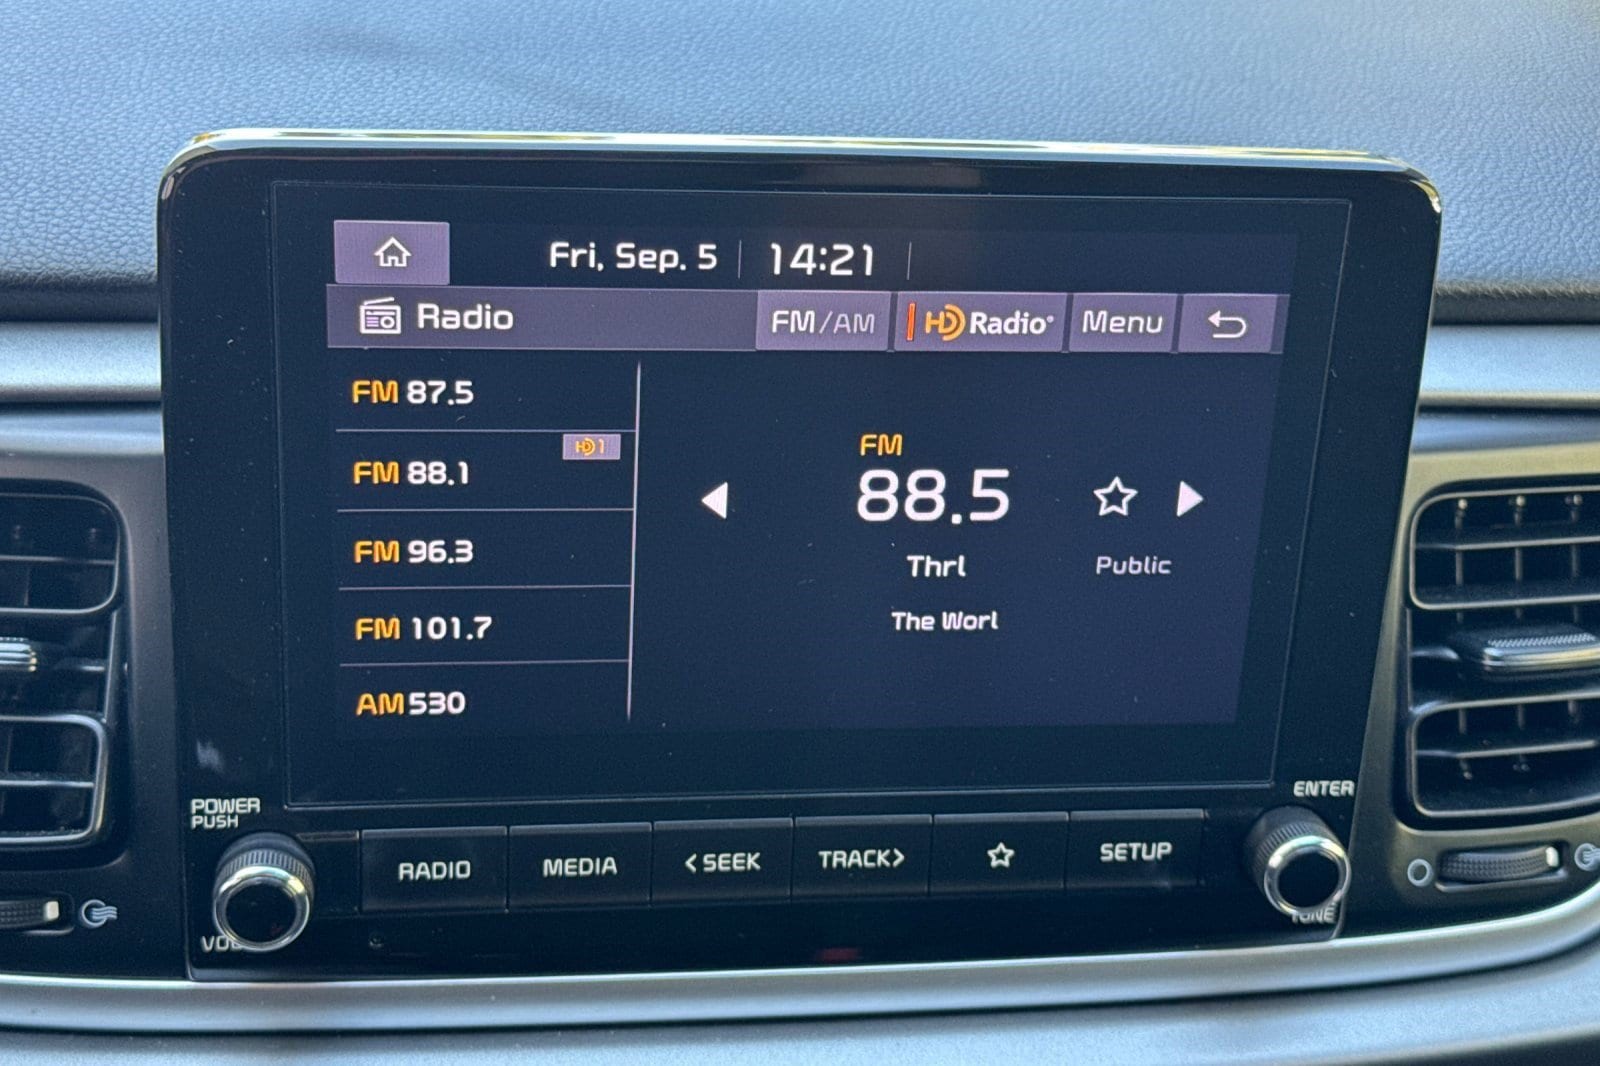 Fri, Sep. 5 14:21
Radio FM/AM HD Radio Menu
FM 87.5
HD1
FM 88.1
FM 96.3
FM 101.7
AM 530
FM
88.5
Thrl Public
The Worl
POWER
PUSH
VOL
RADIO MEDIA < SEEK TRACK > SETUP
ENTER
TUNE